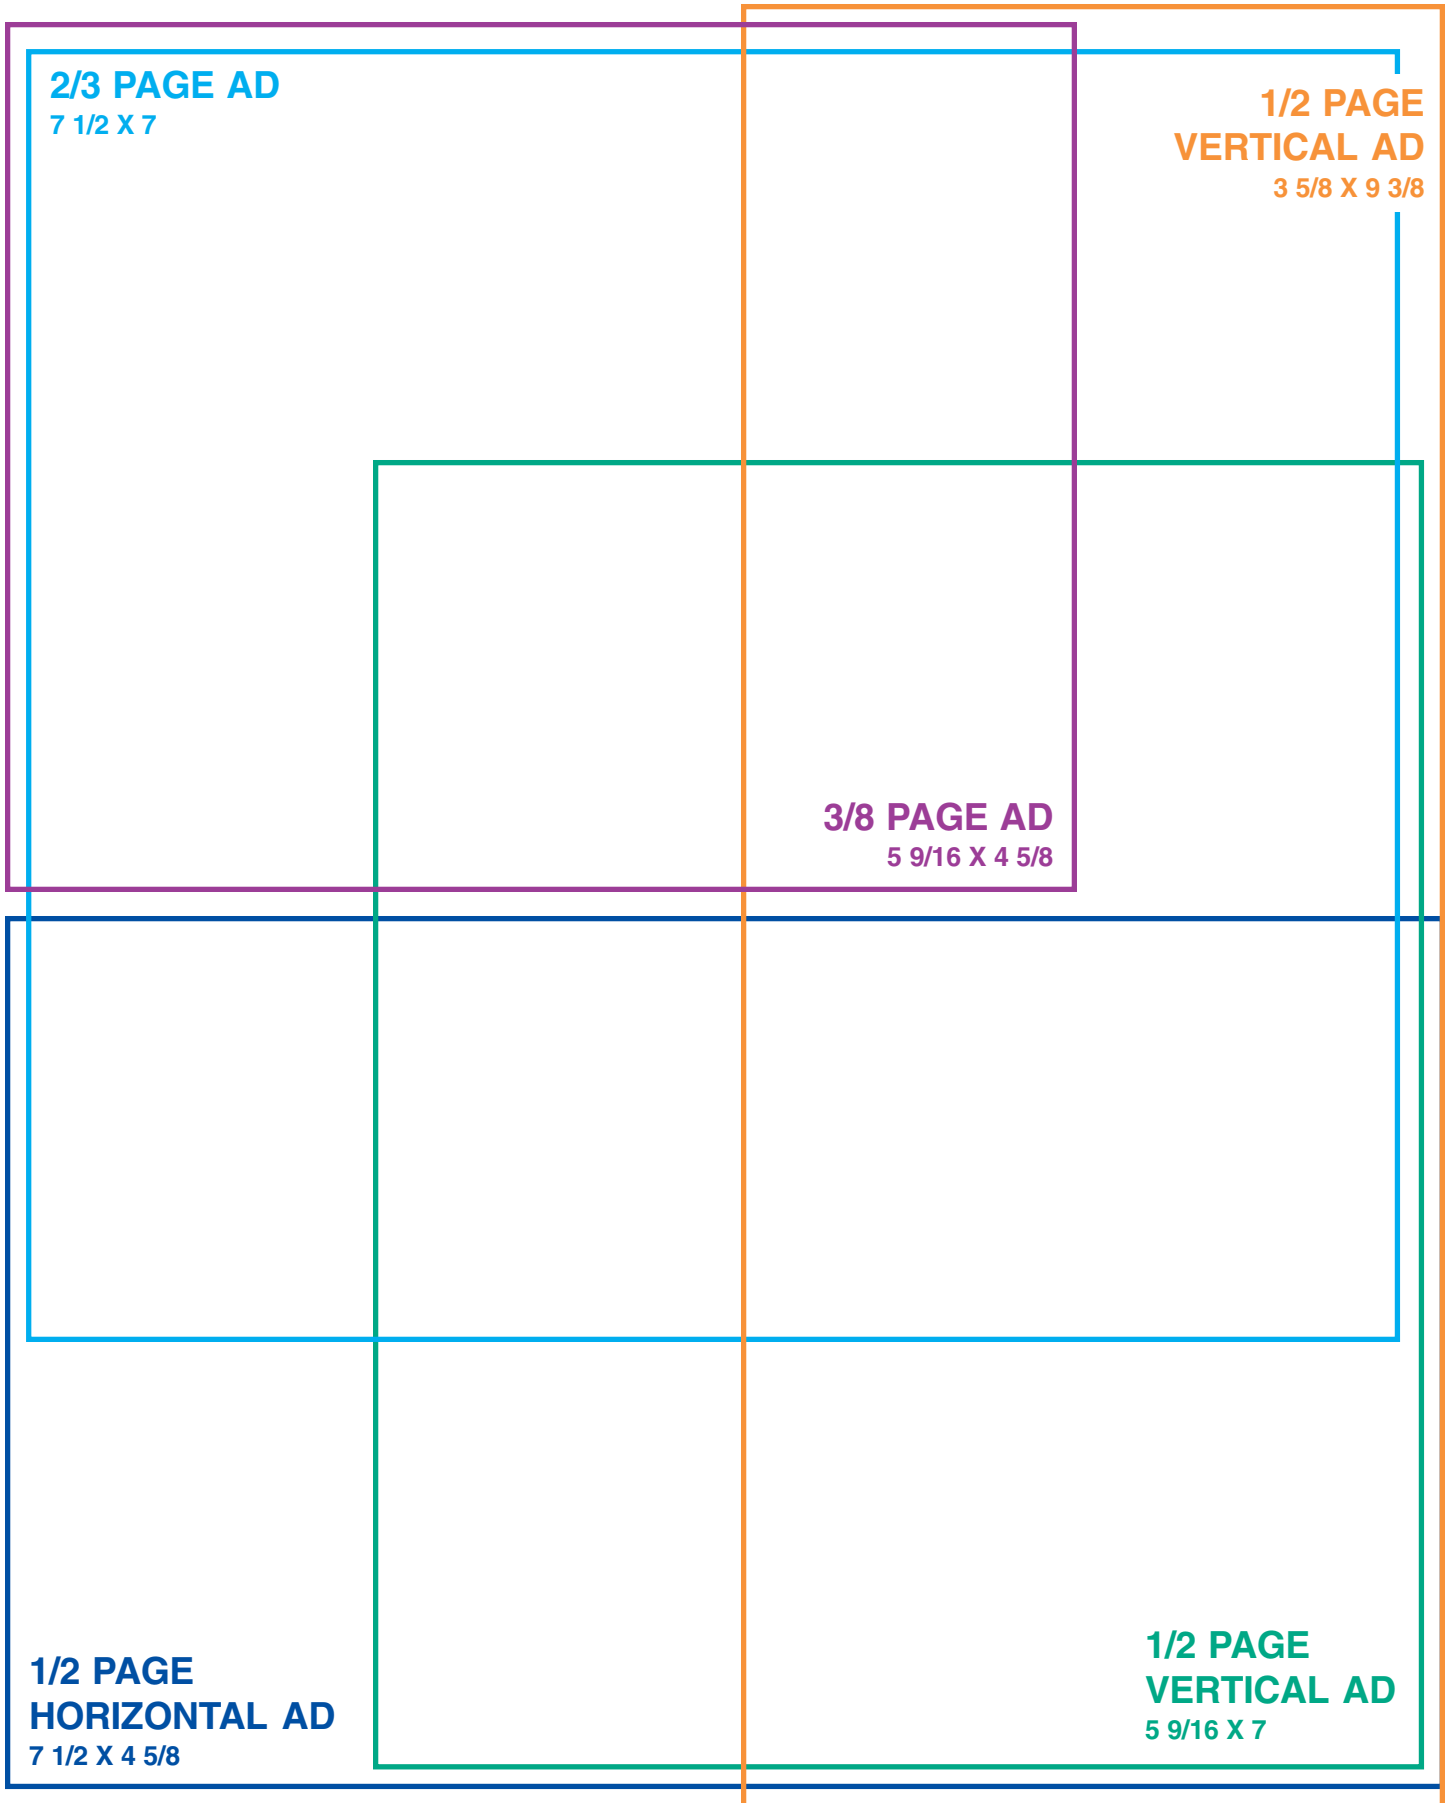 2/3 PAGE AD
7 1/2 X 7
1/2 PAGE
VERTICAL AD
3 5/8 X 9 3/8
3/8 PAGE AD
5 9/16 X 4 5/8
1/2 PAGE
HORIZONTAL AD
7 1/2 X 4 5/8
1/2 PAGE
VERTICAL AD
5 9/16 X 7